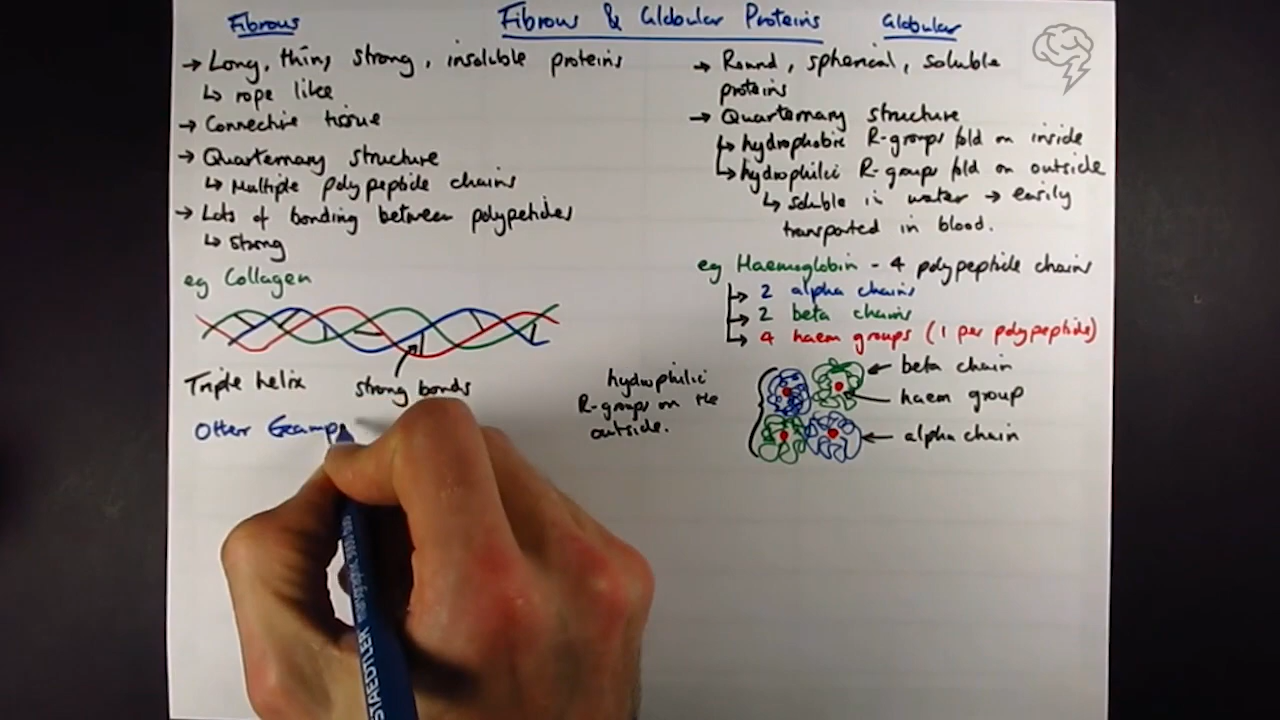 Fibrous & Globular Proteins
Fibrous
→ Long, thin, strong, insoluble proteins
↳ rope like
→ Connective tissue
→ Quarternary structure
↳ Multiple polypeptide chains
→ Lots of bonding between polypetides
↳ strong
eg Collagen
Triple helix
strong bonds
Other Examp
Globular
→ Round, spherical, soluble
proteins
→ Quarternary structure
↳ hydrophobic R-groups fold on inside
↳ hydrophilic R-groups fold on outside
↳ soluble in water → easily
transported in blood.
eg Haemoglobin - 4 polypeptide chains
→ 2 alpha chains
→ 2 beta chains
→ 4 haem groups (1 per polypeptide)
hydrophilic
R-groups on the
outside.
beta chain
haem group
alpha chain
STAEDTLER